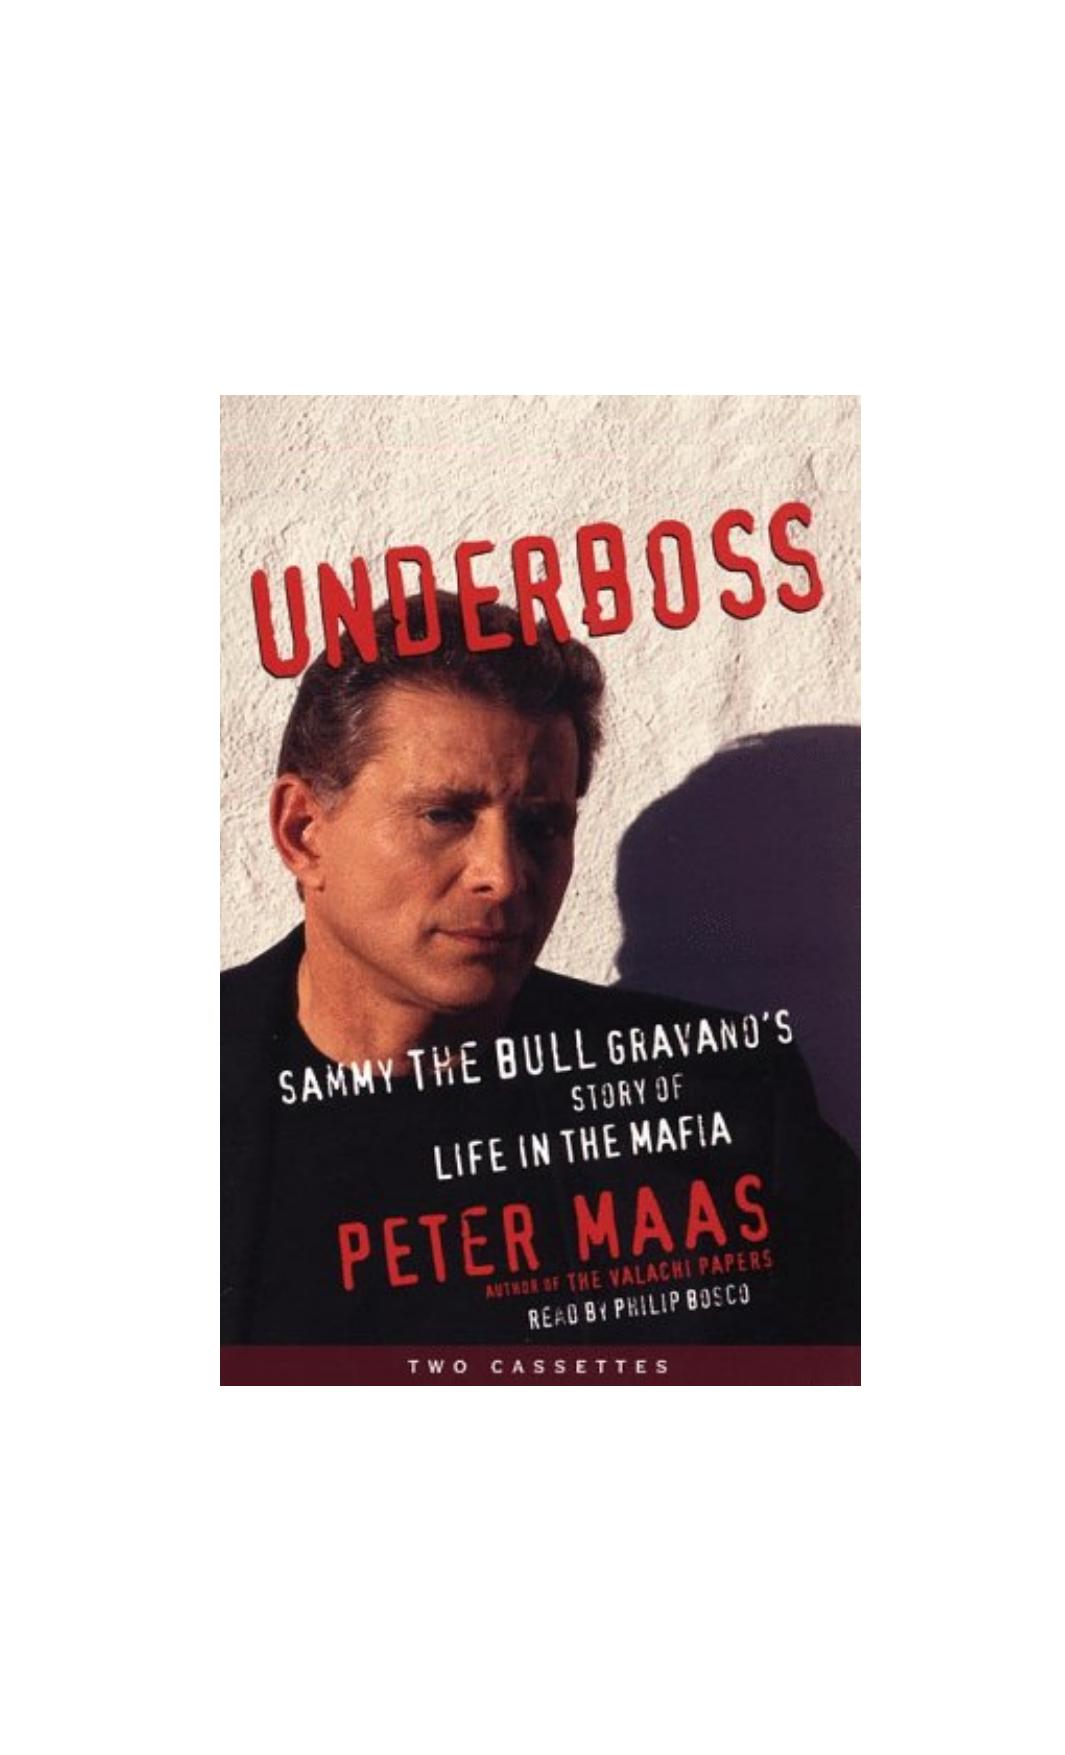 UNDERBOSS
SAMMY THE BULL GRAVANO'S
STORY OF
LIFE IN THE MAFIA
PETER MAAS
AUTHOR OF THE VALACHI PAPERS
READ BY PHILIP BOSCO
TWO CASSETTES